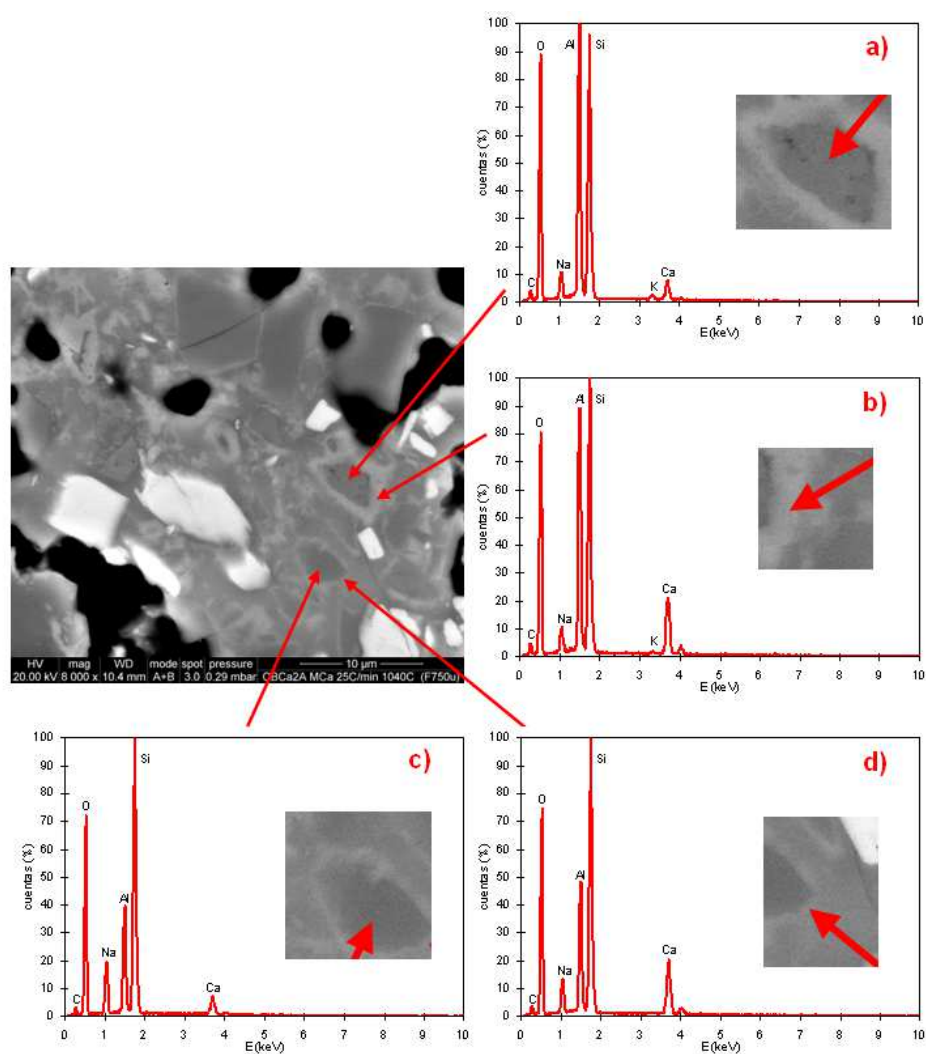 a)
cuentas (%)
100
90
80
70
60
50
40
30
20
10
0
O
Al
Si
C
Na
K
Ca
0 1 2 3 4 5 6 7 8 9 10
E(keV)
b)
cuentas (%)
100
90
80
70
60
50
40
30
20
10
0
O
Al
Si
C
Na
K
Ca
0 1 2 3 4 5 6 7 8 9 10
E(keV)
HV mag WD mode spot pressure 10 µm
20.00 kV 8 000 x 10.4 mm A+B 3.0 0.29 mbar CBCa2A MCa 25C/min 1040C (F750u)
c)
cuentas (%)
100
90
80
70
60
50
40
30
20
10
0
O
Si
Al
Na
C
Ca
0 1 2 3 4 5 6 7 8 9 10
E(keV)
d)
cuentas (%)
100
90
80
70
60
50
40
30
20
10
0
O
Si
Al
Na
C
Ca
0 1 2 3 4 5 6 7 8 9 10
E(keV)